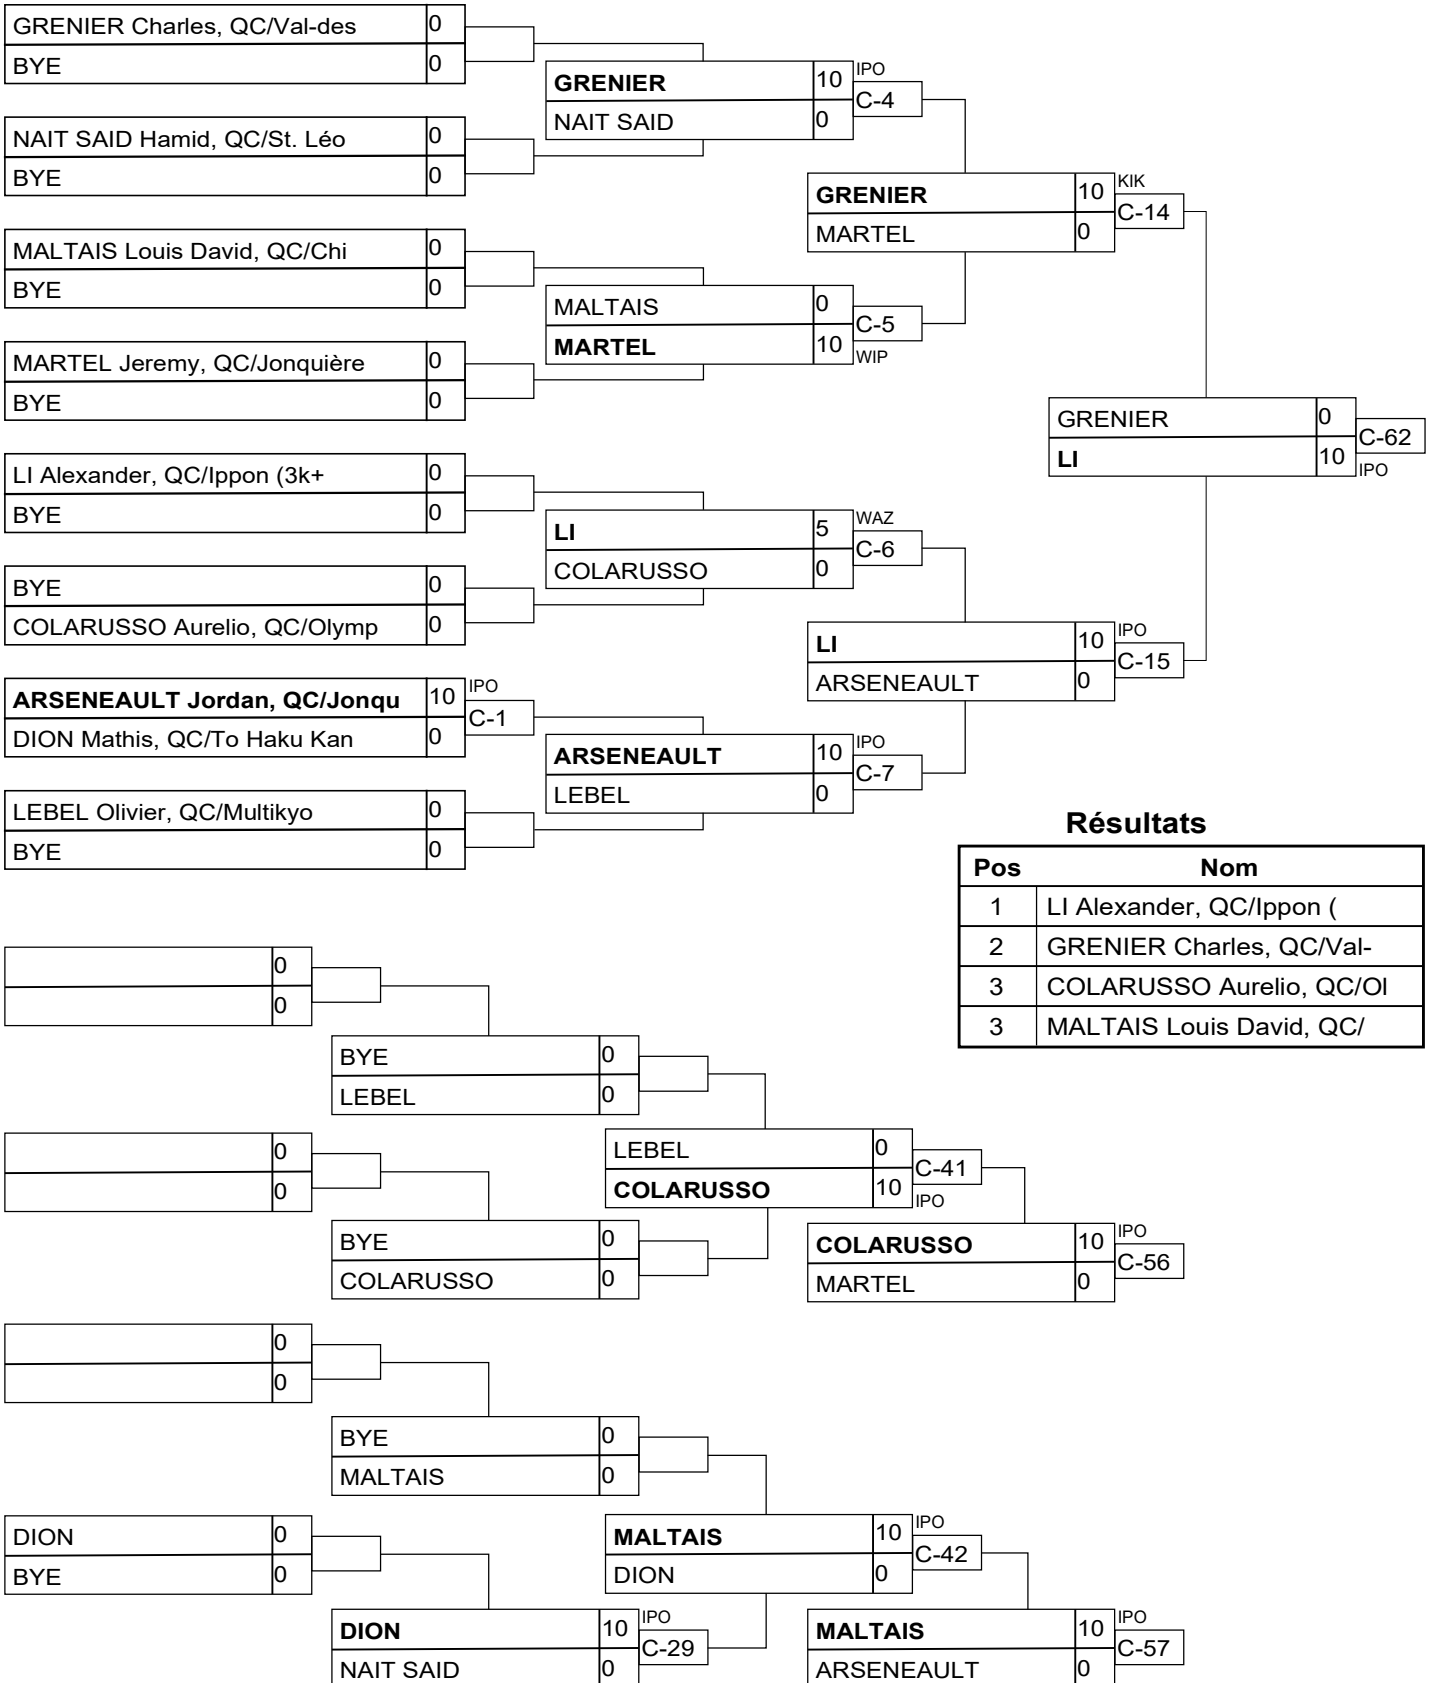 GRENIER Charles, QC/Val-des 0
BYE 0
NAIT SAID Hamid, QC/St. Léo 0
BYE 0
MALTAIS Louis David, QC/Chi 0
BYE 0
MARTEL Jeremy, QC/Jonquière 0
BYE 0
LI Alexander, QC/Ippon (3k+ 0
BYE 0
BYE 0
COLARUSSO Aurelio, QC/Olymp 0
ARSENEAULT Jordan, QC/Jonqu 10 IPO
C-1
DION Mathis, QC/To Haku Kan 0
LEBEL Olivier, QC/Multikyo 0
BYE 0
GRENIER 10 IPO
C-4
NAIT SAID 0
MALTAIS 0
C-5
MARTEL 10 WIP
LI 5 WAZ
C-6
COLARUSSO 0
ARSENEAULT 10 IPO
C-7
LEBEL 0
GRENIER 10 KIK
C-14
MARTEL 0
LI 10 IPO
C-15
ARSENEAULT 0
GRENIER 0
C-62
LI 10 IPO
Résultats
Pos Nom
1 LI Alexander, QC/Ippon (
2 GRENIER Charles, QC/Val-
3 COLARUSSO Aurelio, QC/Ol
3 MALTAIS Louis David, QC/
0
0
BYE 0
LEBEL 0
0
0
BYE 0
COLARUSSO 0
LEBEL 0
C-41
COLARUSSO 10 IPO
COLARUSSO 10 IPO
C-56
MARTEL 0
0
0
BYE 0
MALTAIS 0
DION 0
BYE 0
DION 10 IPO
C-29
NAIT SAID 0
MALTAIS 10 IPO
C-42
DION 0
MALTAIS 10 IPO
C-57
ARSENEAULT 0